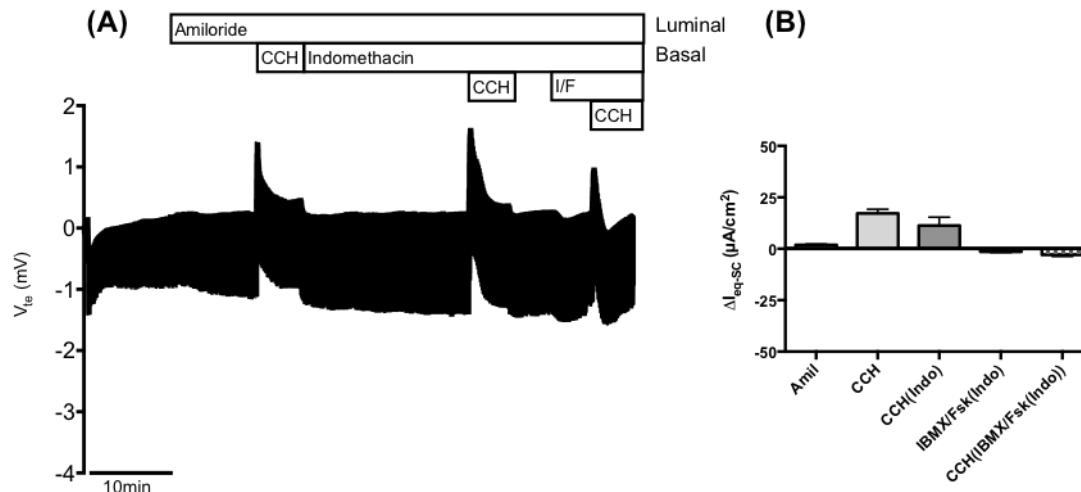 (A)
Amiloride
Luminal
CCH
Indomethacin
Basal
CCH
I/F
CCH
2
1
0
-1
-2
-3
-4
Vte (mV)
10min
(B)
50
25
0
-25
-50
ΔIeq-SC (µA/cm²)
Amil
CCH
CCH(Indo)
IBMX/Fsk(Indo)
CCH(IBMX/Fsk(Indo))